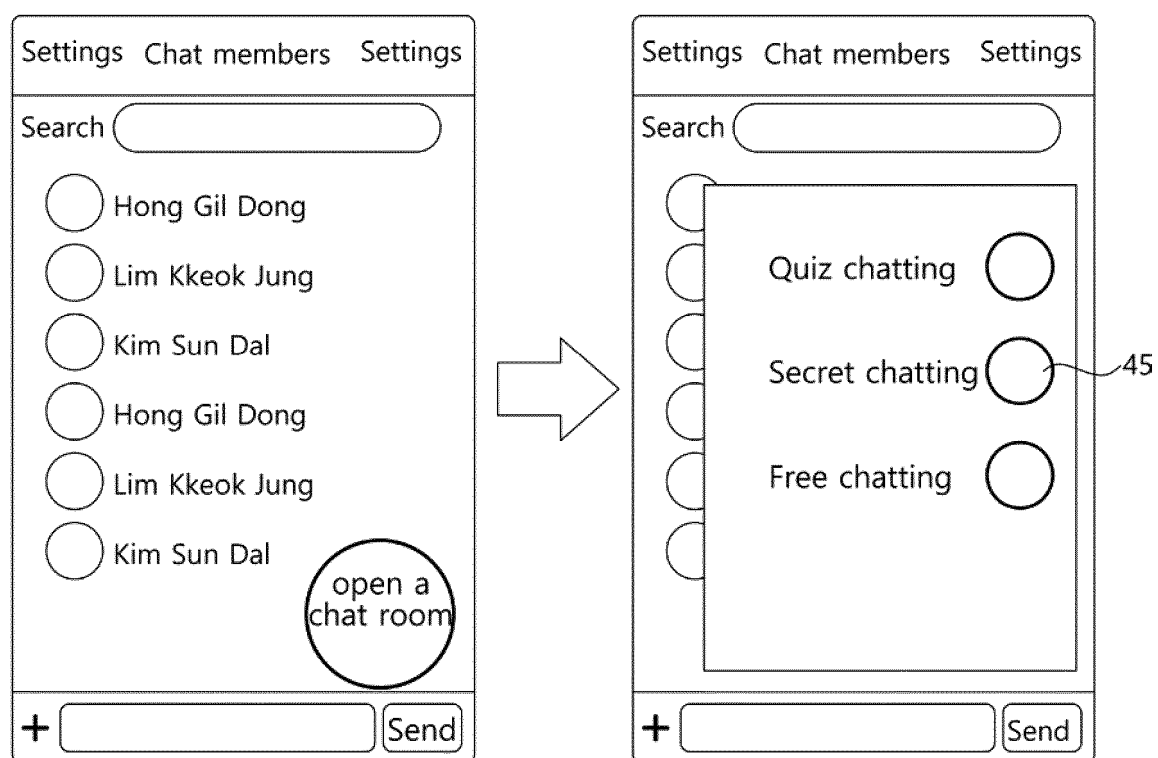 Settings Chat members Settings
Search
Hong Gil Dong
Lim Kkeok Jung
Kim Sun Dal
Hong Gil Dong
Lim Kkeok Jung
Kim Sun Dal
open a
chat room
+ Send
Settings Chat members Settings
Search
Quiz chatting
Secret chatting
45
Free chatting
+ Send